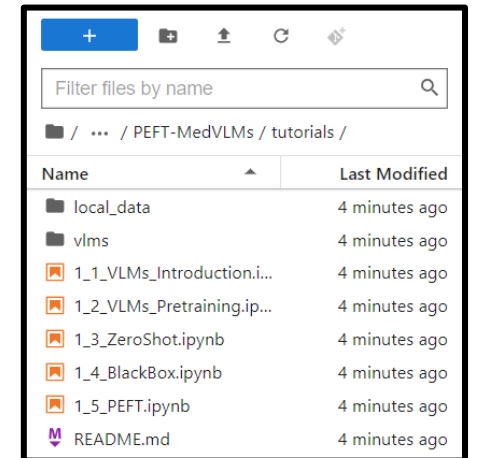 Filter files by name
/ ··· / PEFT-MedVLMs / tutorials /
Name Last Modified
local_data 4 minutes ago
vlms 4 minutes ago
1_1_VLMs_Introduction.i... 4 minutes ago
1_2_VLMs_Pretraining.ip... 4 minutes ago
1_3_ZeroShot.ipynb 4 minutes ago
1_4_BlackBox.ipynb 4 minutes ago
1_5_PEFT.ipynb 4 minutes ago
README.md 4 minutes ago